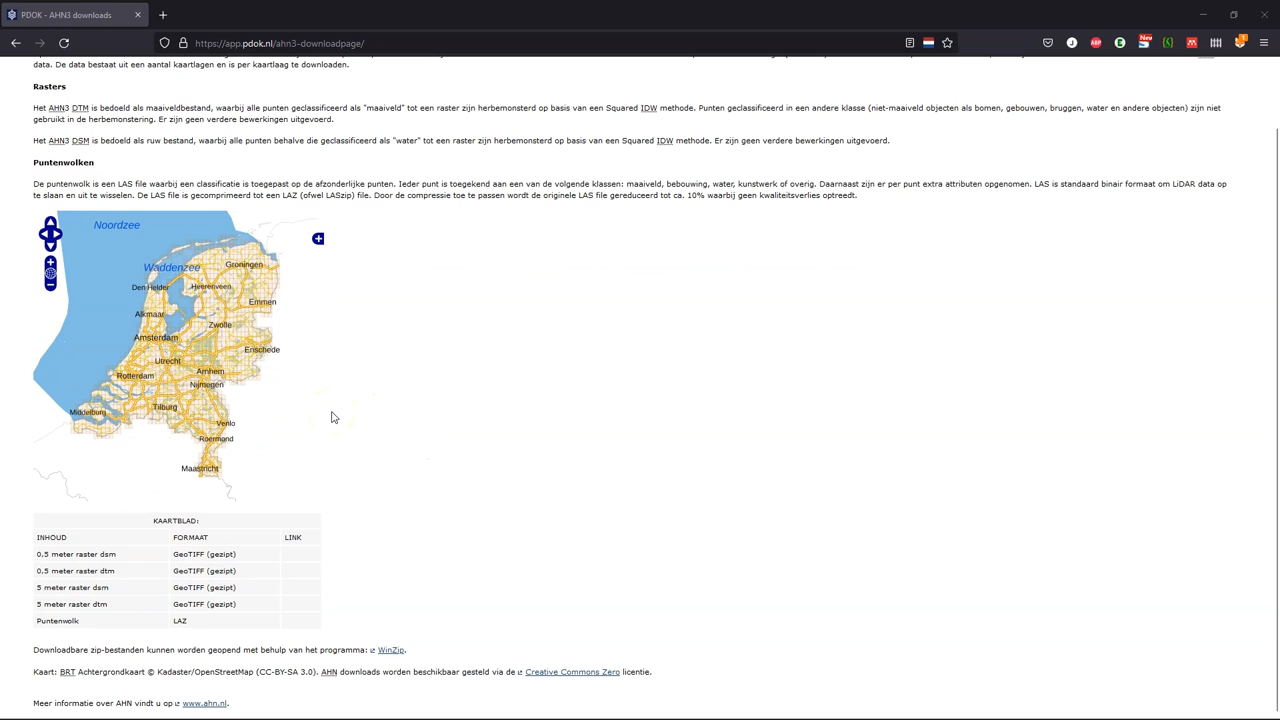 PDOK - AHN3 downloads
https://app.pdok.nl/ahn3-downloadpage/
New
data. De data bestaat uit een aantal kaartlagen en is per kaartlaag te downloaden.
Rasters
Het AHN3 DTM is bedoeld als maaiveldbestand, waarbij alle punten geclassificeerd als "maaiveld" tot een raster zijn herbemonsterd op basis van een Squared IDW methode. Punten geclassificeerd in een andere klasse (niet-maaiveld objecten als bomen, gebouwen, bruggen, water en andere objecten) zijn niet
gebruikt in de herbemonstering. Er zijn geen verdere bewerkingen uitgevoerd.
Het AHN3 DSM is bedoeld als ruw bestand, waarbij alle punten behalve die geclassificeerd als "water" tot een raster zijn herbemonsterd op basis van een Squared IDW methode. Er zijn geen verdere bewerkingen uitgevoerd.
Puntenwolken
De puntenwolk is een LAS file waarbij een classificatie is toegepast op de afzonderlijke punten. Ieder punt is toegekend aan een van de volgende klassen: maaiveld, bebouwing, water, kunstwerk of overig. Daarnaast zijn er per punt extra attributen opgenomen. LAS is standaard binair formaat om LiDAR data op
te slaan en uit te wisselen. De LAS file is gecomprimeerd tot een LAZ (ofwel LASzip) file. Door de compressie toe te passen wordt de originele LAS file gereduceerd tot ca. 10% waarbij geen kwaliteitsverlies optreedt.
Noordzee
Waddenzee
Groningen
Den Helder
Heerenveen
Emmen
Alkmaar
Zwolle
Amsterdam
Enschede
Utrecht
Arnhem
Rotterdam
Nijmegen
Middelburg
Tilburg
Venlo
Roermond
Maastricht
KAARTBLAD:
INHOUD FORMAAT LINK
0,5 meter raster dsm GeoTIFF (gezipt)
0,5 meter raster dtm GeoTIFF (gezipt)
5 meter raster dsm GeoTIFF (gezipt)
5 meter raster dtm GeoTIFF (gezipt)
Puntenwolk LAZ
Downloadbare zip-bestanden kunnen worden geopend met behulp van het programma: WinZip.
Kaart: BRT Achtergrondkaart © Kadaster/OpenStreetMap (CC-BY-SA 3.0). AHN downloads worden beschikbaar gesteld via de Creative Commons Zero licentie.
Meer informatie over AHN vindt u op www.ahn.nl.